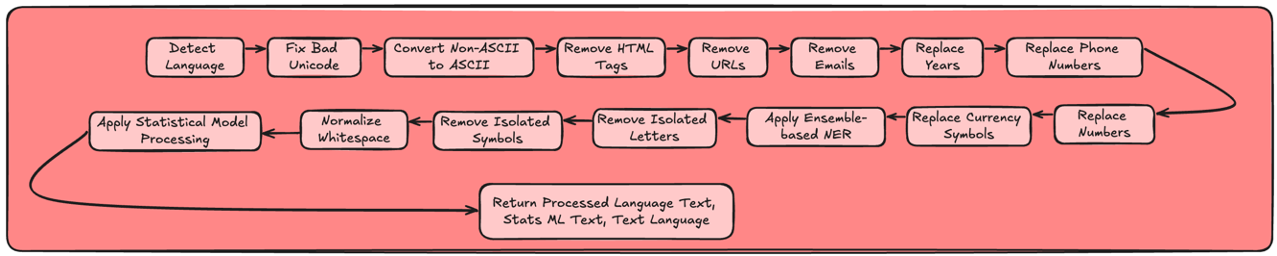 Detect
Language
Fix Bad
Unicode
Convert Non-ASCII
to ASCII
Remove HTML
Tags
Remove
URLs
Remove
Emails
Replace
Years
Replace Phone
Numbers
Replace
Numbers
Replace Currency
Symbols
Apply Ensemble-
based NER
Remove Isolated
Letters
Remove Isolated
Symbols
Normalize
Whitespace
Apply Statistical Model
Processing
Return Processed Language Text,
Stats ML Text, Text Language